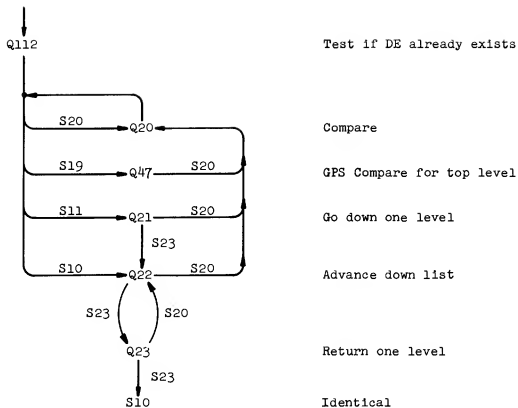 Q112 Test if DE already exists
S20 Q20 Compare
S19 Q47 S20 GPS Compare for top level
S11 Q21 S20 Go down one level
S23
S10 Q22 S20 Advance down list
S23 S20
Q23 Return one level
S23
S10 Identical